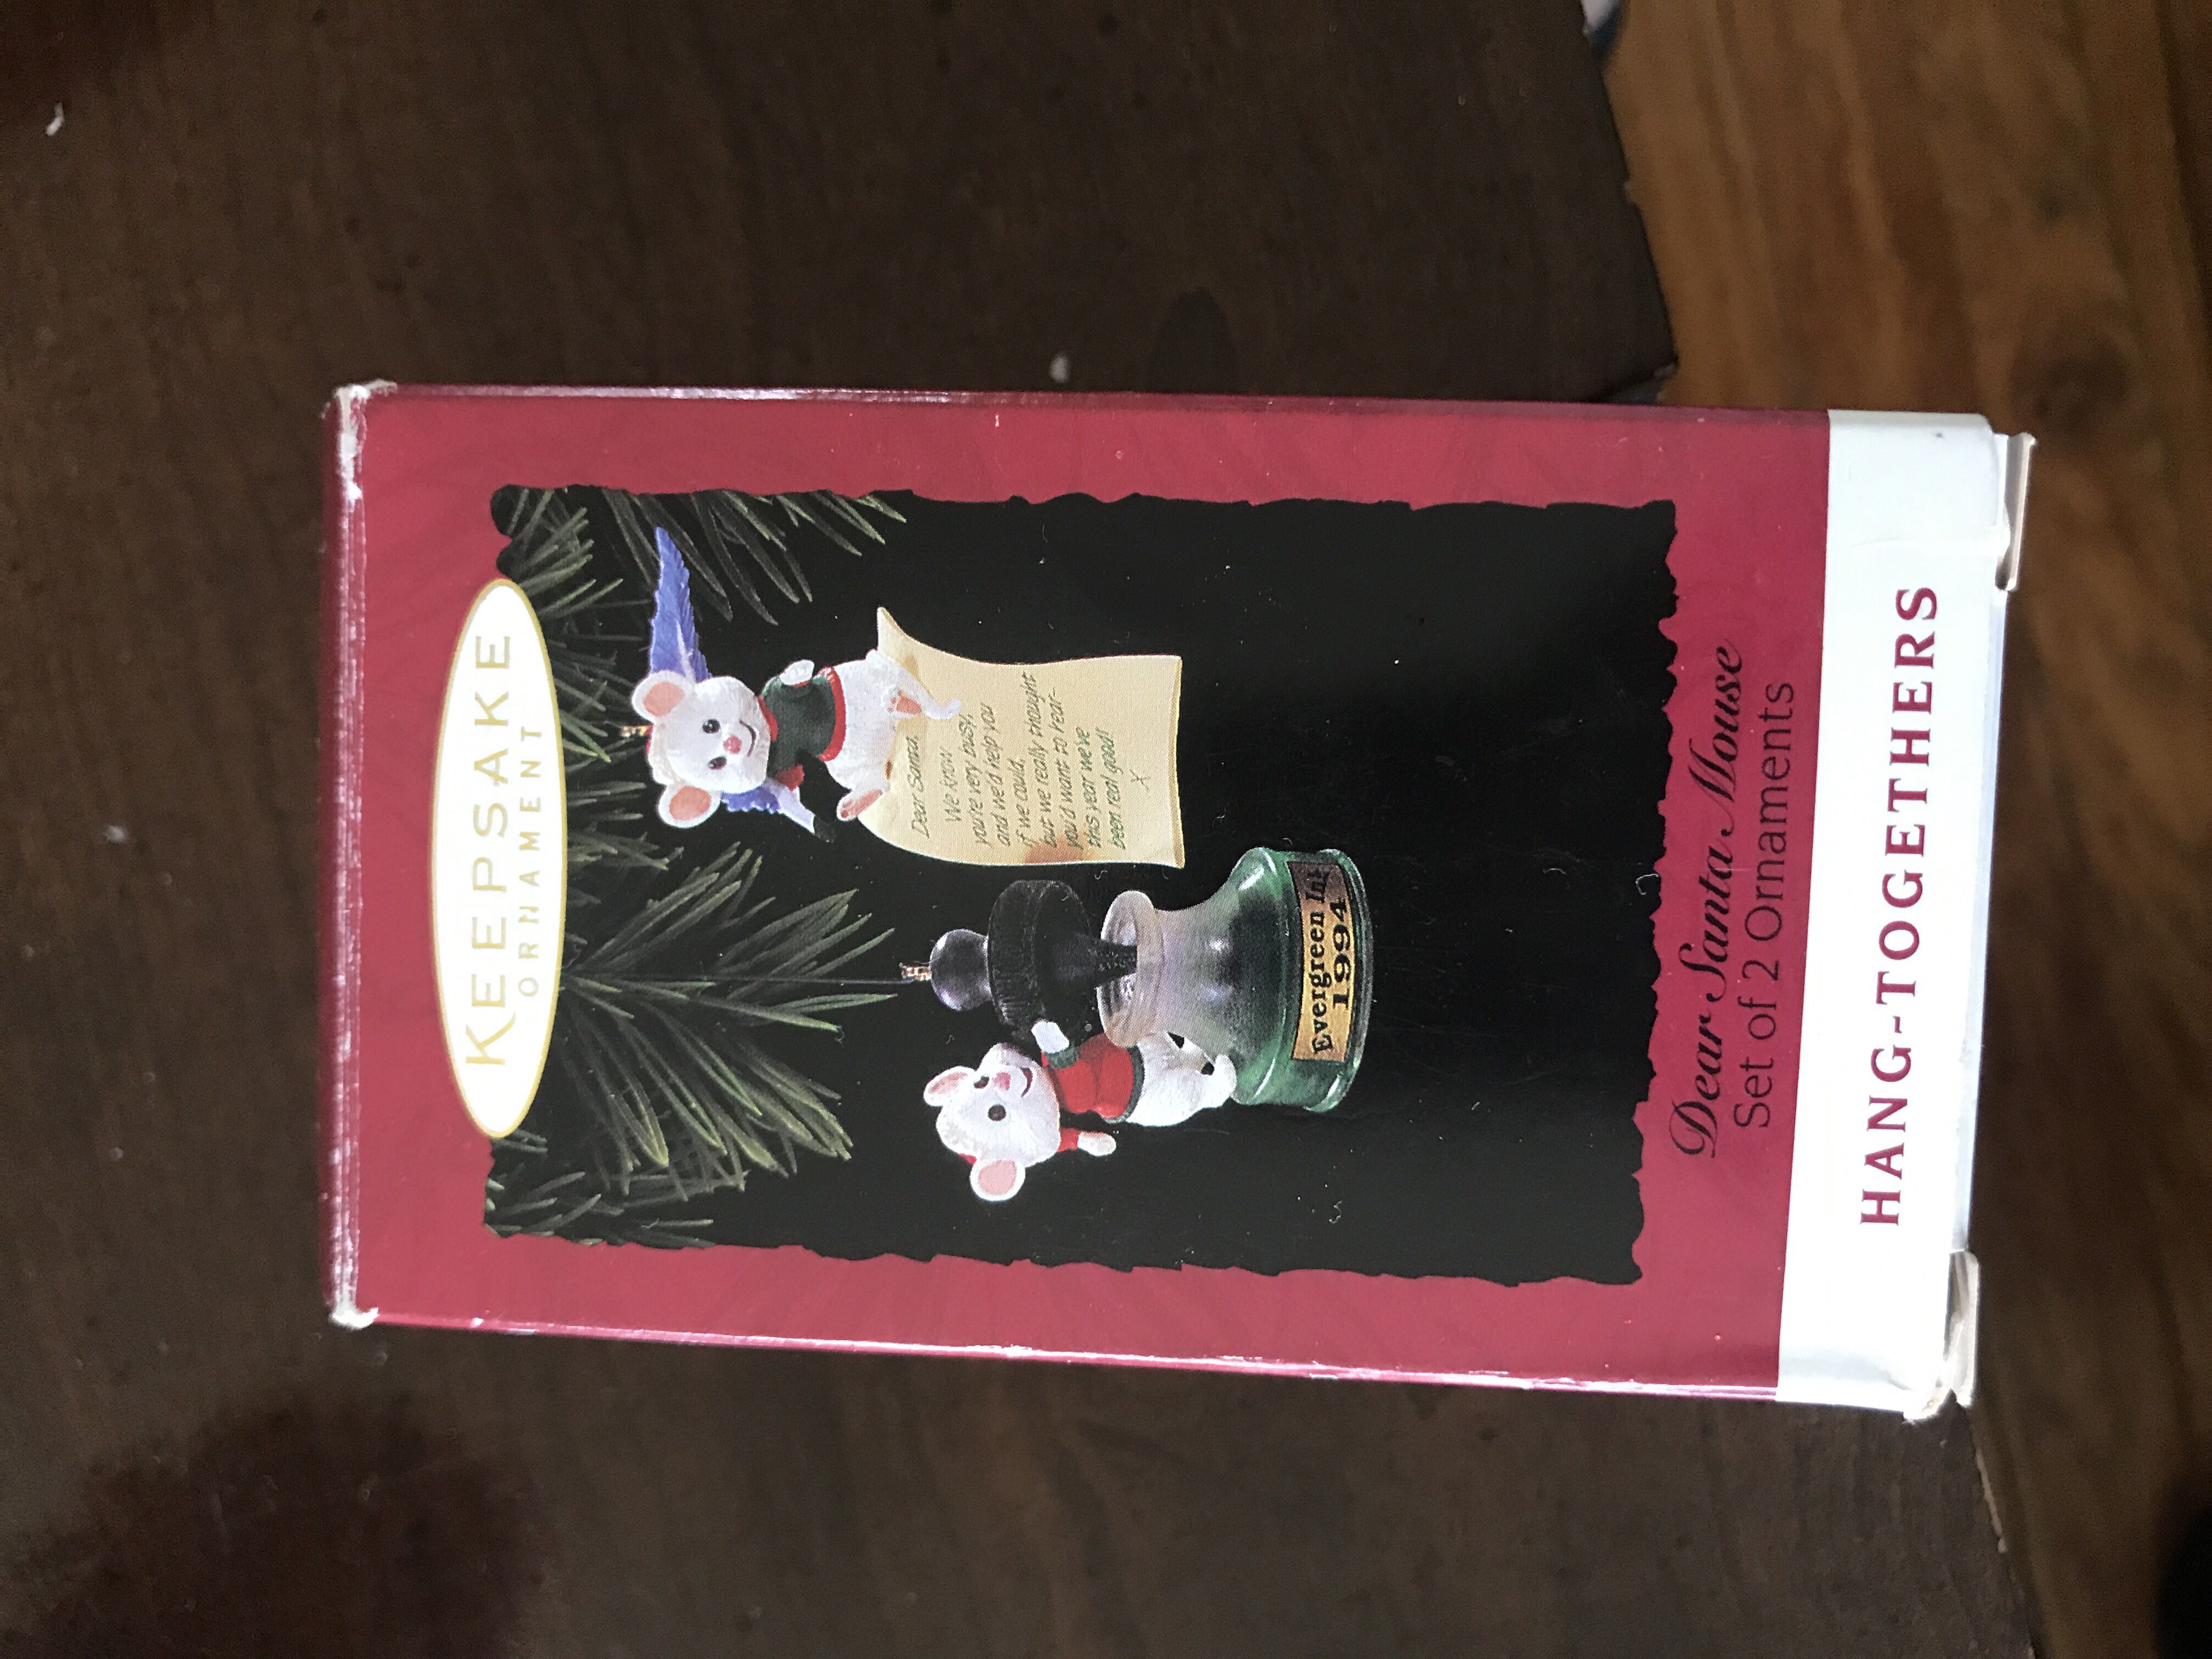 KEEPSAKE
ORNAMENT
Dear Santa,
We know
you're very busy,
and we'd help you
if we could,
but we really thought
you'd want to hear-
this year we've
been real good!
X
Evergreen Ink
1994
Dear Santa Mouse
Set of 2 Ornaments
HANG-TOGETHERS